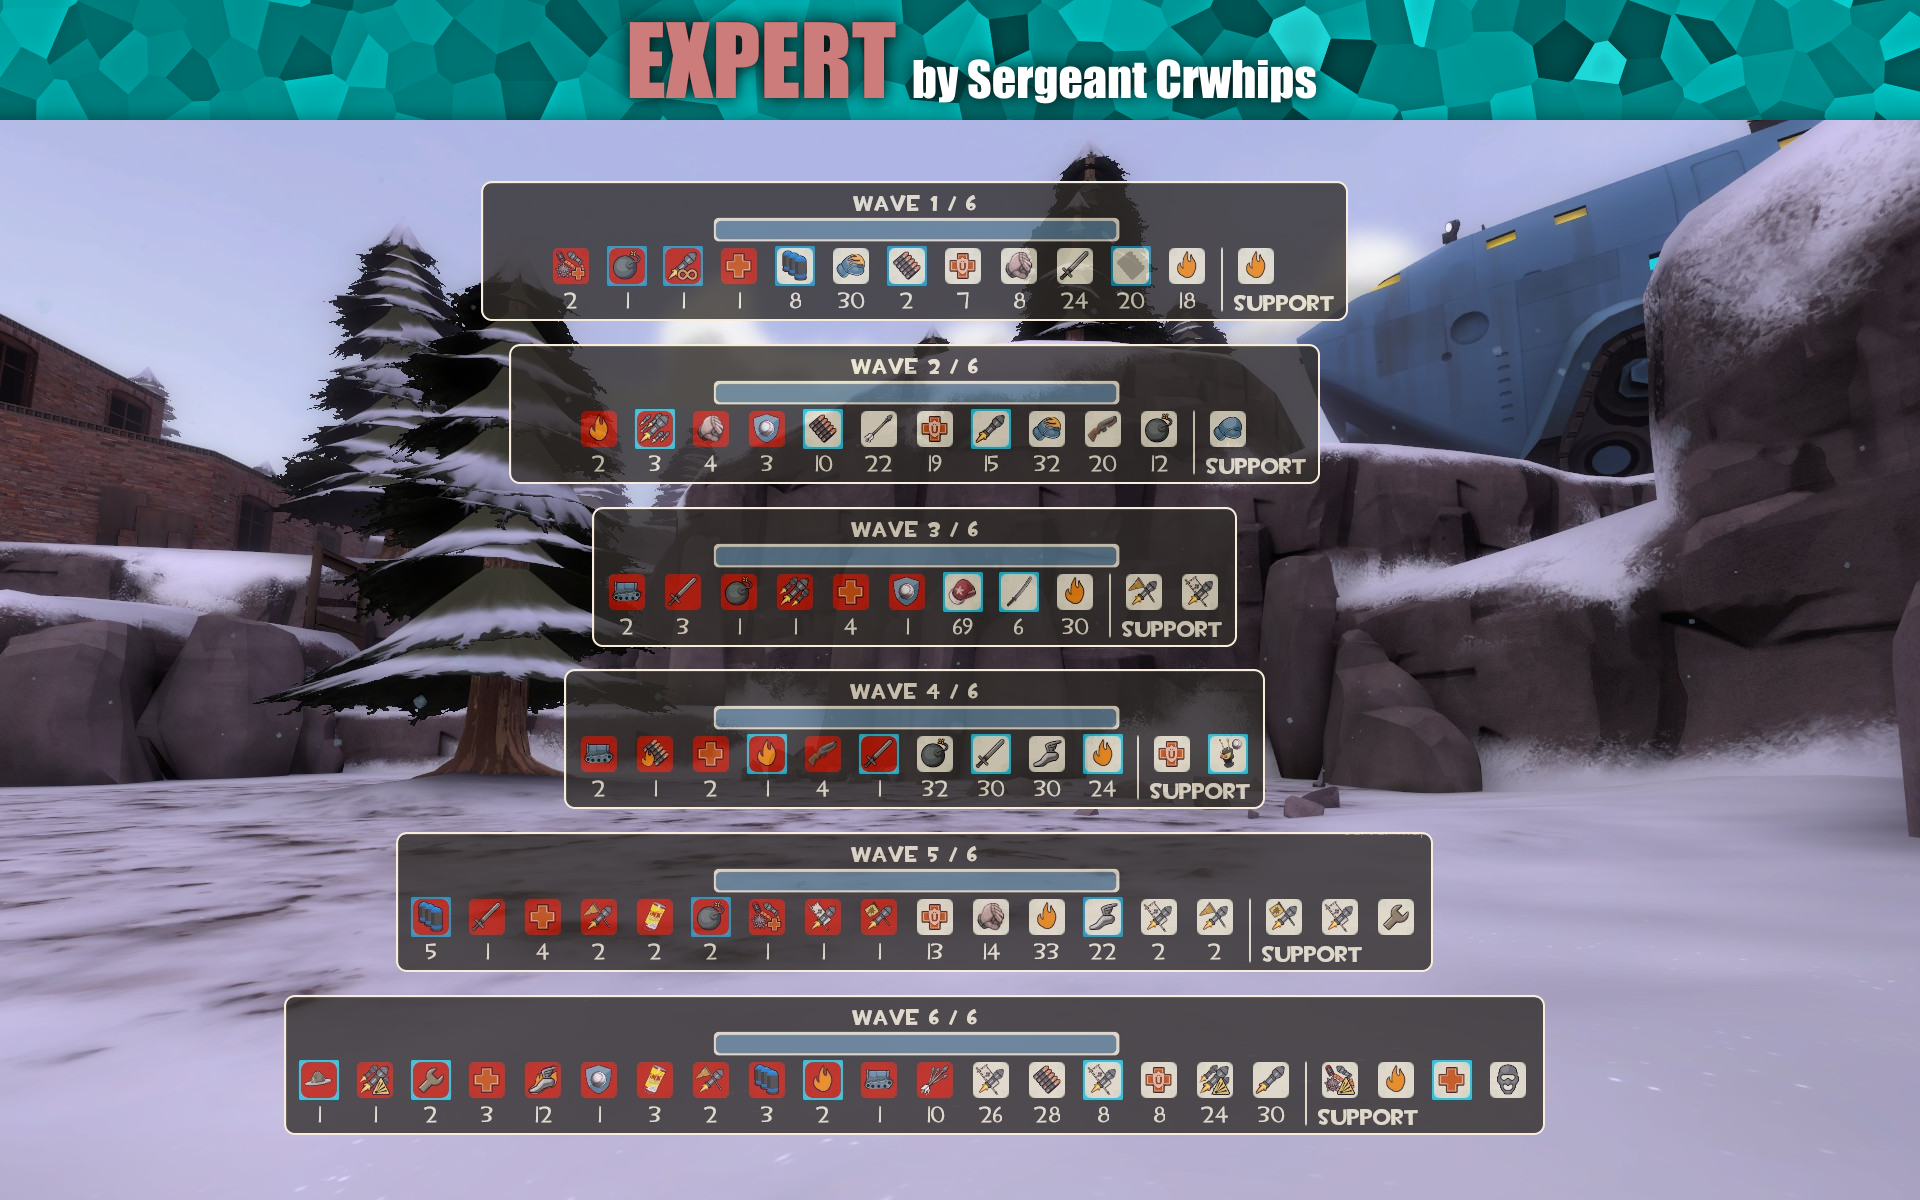 EXPERT by Sergeant Crwhips
WAVE 1 / 6
2 1 1 1 8 30 2 7 8 24 20 18 SUPPORT
WAVE 2 / 6
2 3 4 3 10 22 19 15 32 20 12 SUPPORT
WAVE 3 / 6
2 3 1 1 4 1 69 6 30 SUPPORT
WAVE 4 / 6
2 1 2 1 4 1 32 30 30 24 SUPPORT
WAVE 5 / 6
5 1 4 2 2 2 1 1 1 13 14 33 22 2 2 SUPPORT
WAVE 6 / 6
1 1 2 3 12 1 3 2 3 2 1 10 26 28 8 8 24 30 SUPPORT